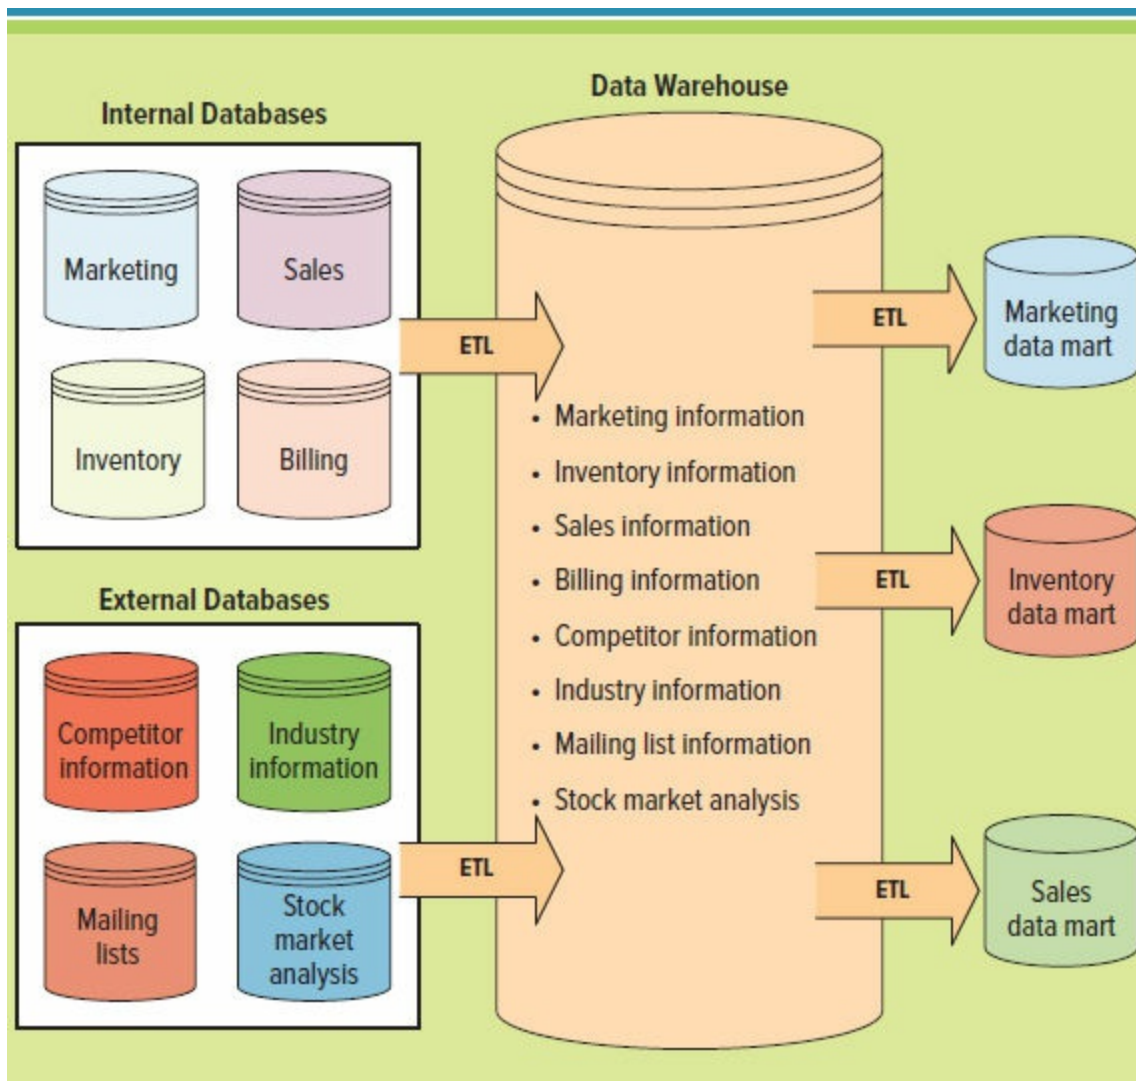 Data Warehouse
Internal Databases
Marketing
Sales
Inventory
Billing
External Databases
Competitor
information
Industry
information
Mailing
lists
Stock
market
analysis
ETL
ETL
• Marketing information
• Inventory information
• Sales information
• Billing information
• Competitor information
• Industry information
• Mailing list information
• Stock market analysis
ETL
Marketing
data mart
ETL
Inventory
data mart
ETL
Sales
data mart